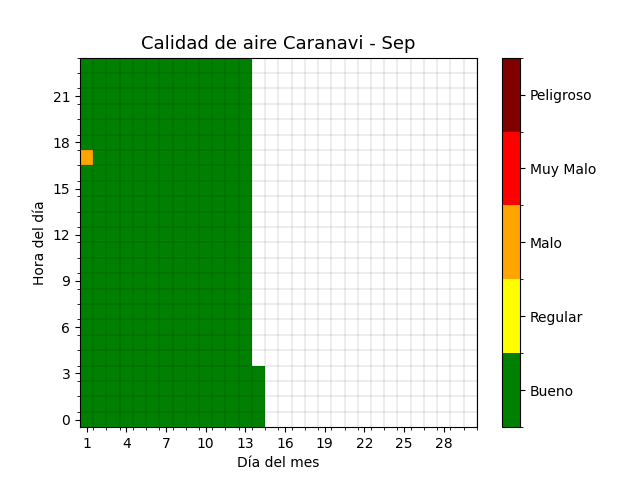 Calidad de aire Caranavi - Sep
Hora del día
21
18
15
12
9
6
3
0
1 4 7 10 13 16 19 22 25 28
Día del mes
Peligroso
Muy Malo
Malo
Regular
Bueno